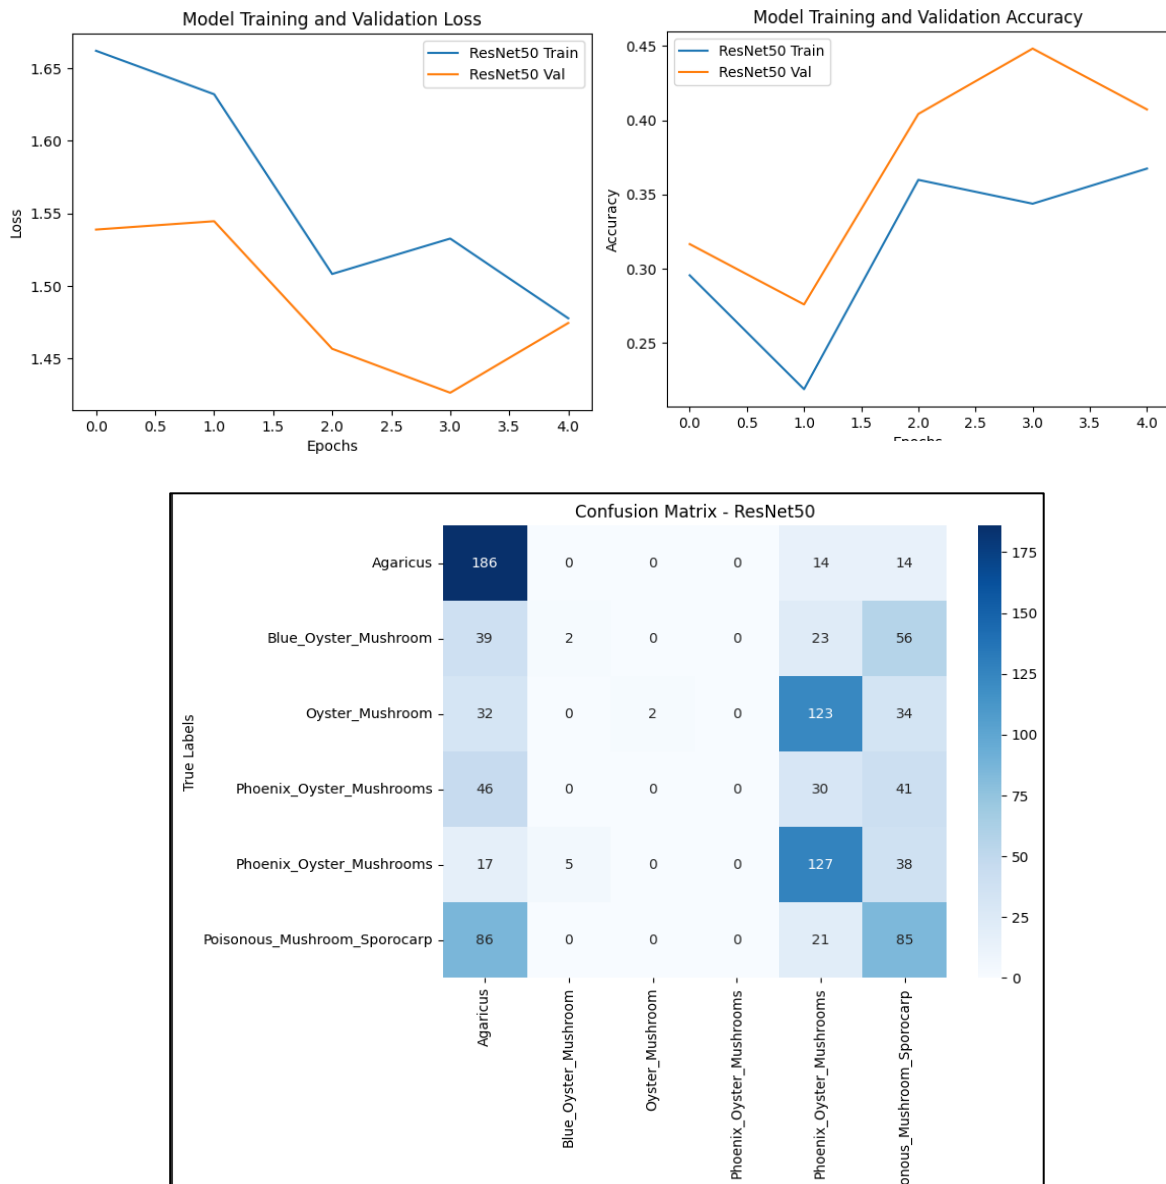 Model Training and Validation Loss
ResNet50 Train
ResNet50 Val
1.65
1.60
1.55
1.50
1.45
Loss
0.0 0.5 1.0 1.5 2.0 2.5 3.0 3.5 4.0
Epochs
Model Training and Validation Accuracy
ResNet50 Train
ResNet50 Val
0.45
0.40
0.35
0.30
0.25
Accuracy
0.0 0.5 1.0 1.5 2.0 2.5 3.0 3.5 4.0
Epochs
Confusion Matrix - ResNet50
True Labels
Agaricus 186 0 0 0 14 14
Blue_Oyster_Mushroom 39 2 0 0 23 56
Oyster_Mushroom 32 0 2 0 123 34
Phoenix_Oyster_Mushrooms 46 0 0 0 30 41
Phoenix_Oyster_Mushrooms 17 5 0 0 127 38
Poisonous_Mushroom_Sporocarp 86 0 0 0 21 85
Agaricus
Blue_Oyster_Mushroom
Oyster_Mushroom
Phoenix_Oyster_Mushrooms
Phoenix_Oyster_Mushrooms
onous_Mushroom_Sporocarp
175
150
125
100
75
50
25
0